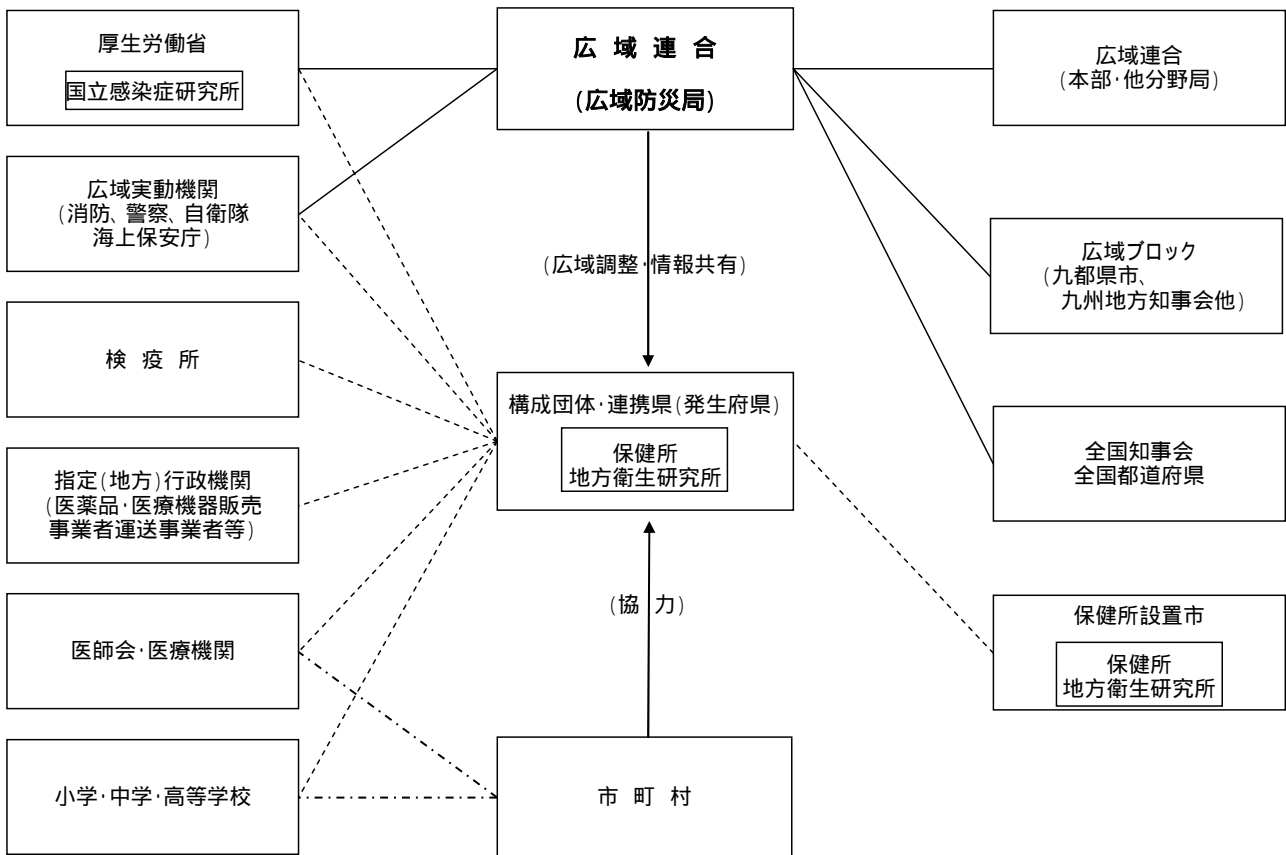 厚生労働省
国立感染症研究所
広域実動機関
(消防、警察、自衛隊
海上保安庁)
検 疫 所
指定(地方)行政機関
(医薬品・医療機器販売
事業者運送事業者等)
医師会・医療機関
小学・中学・高等学校
広 域 連 合
(広域防災局)
(広域調整・情報共有)
構成団体・連携県(発生府県)
保健所
地方衛生研究所
(協 力)
市 町 村
広域連合
(本部・他分野局)
広域ブロック
(九都県市、
九州地方知事会他)
全国知事会
全国都道府県
保健所設置市
保健所
地方衛生研究所